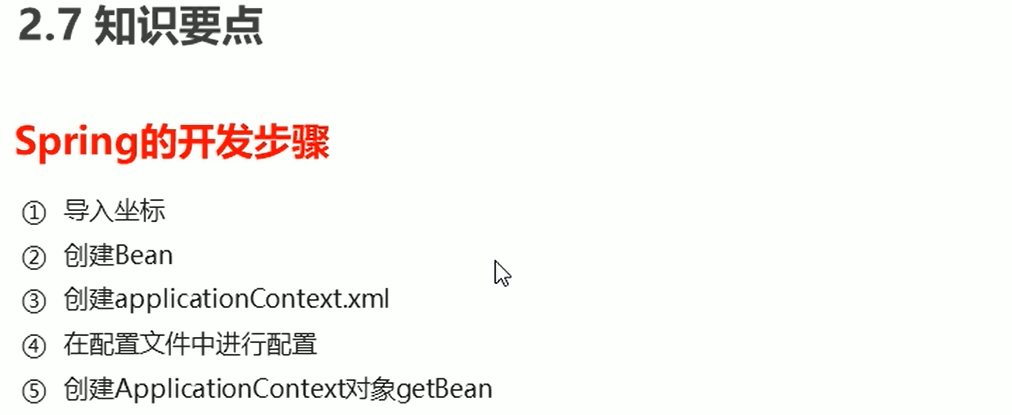 2.7 知识要点
Spring的开发步骤
① 导入坐标
② 创建Bean
③ 创建applicationContext.xml
④ 在配置文件中进行配置
⑤ 创建ApplicationContext对象getBean